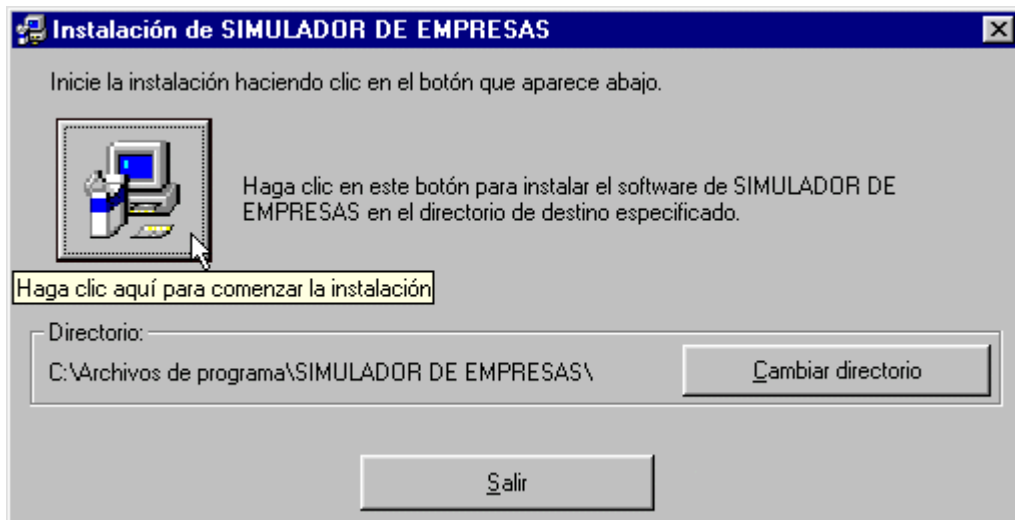 Instalación de SIMULADOR DE EMPRESAS
Inicie la instalación haciendo clic en el botón que aparece abajo.
Haga clic en este botón para instalar el software de SIMULADOR DE
EMPRESAS en el directorio de destino especificado.
Haga clic aquí para comenzar la instalación
Directorio:
C:\Archivos de programa\SIMULADOR DE EMPRESAS\
Cambiar directorio
Salir